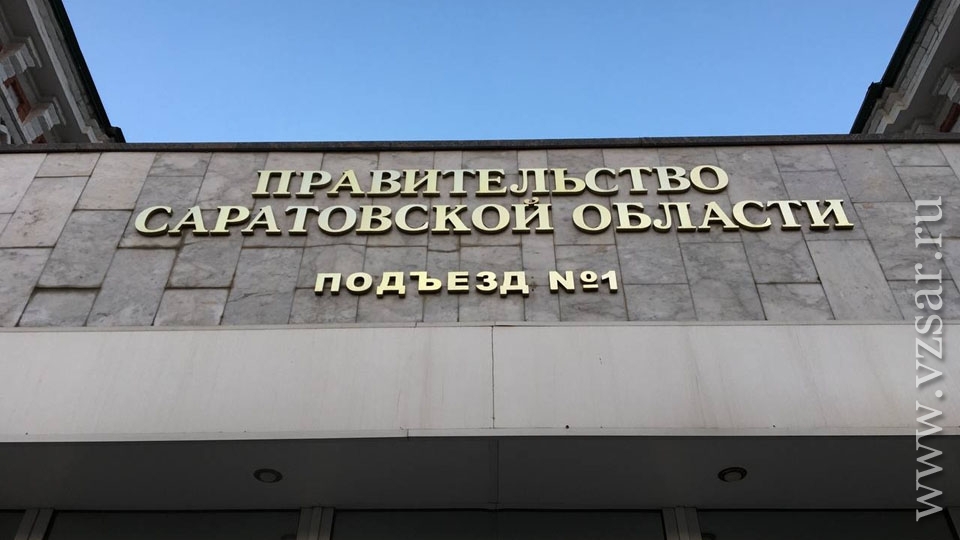 ПРАВИТЕЛЬСТВО
САРАТОВСКОЙ ОБЛАСТИ
ПОДЪЕЗД №1
www.vzsar.ru